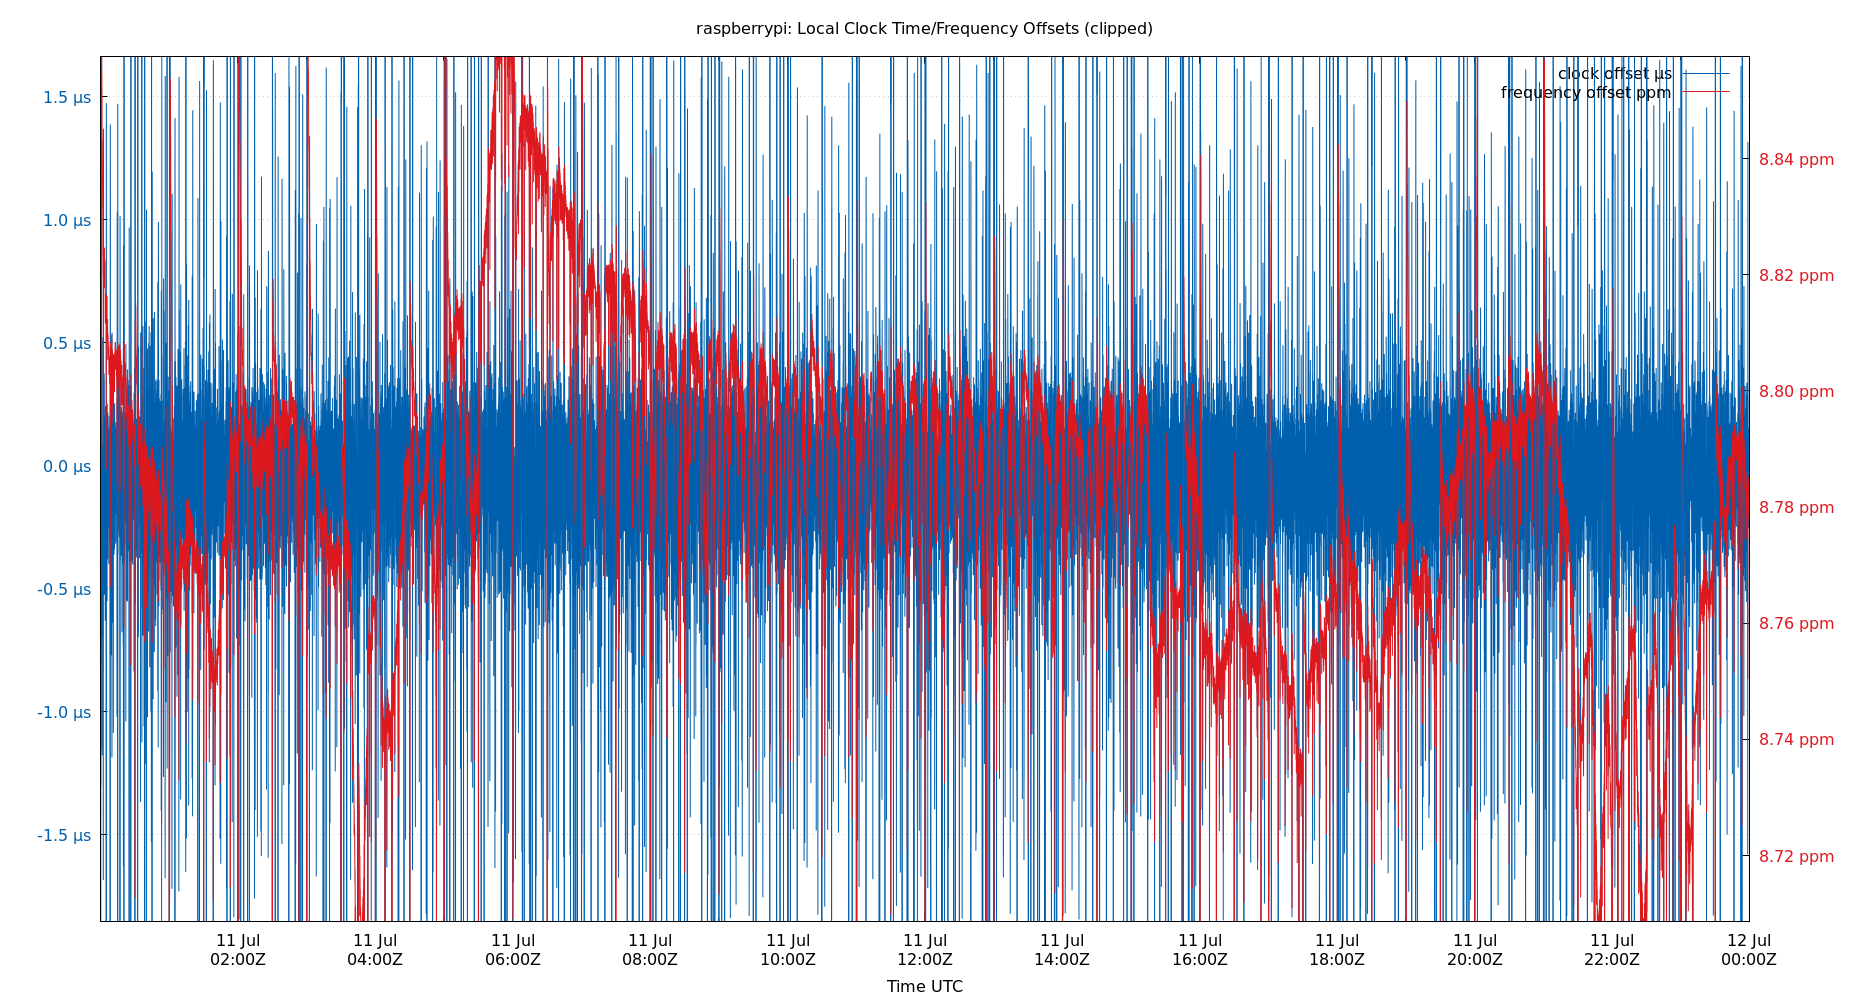 raspberrypi: Local Clock Time/Frequency Offsets (clipped)
clock offset µs
frequency offset ppm
1.5 µs
1.0 µs
0.5 µs
0.0 µs
-0.5 µs
-1.0 µs
-1.5 µs
8.84 ppm
8.82 ppm
8.80 ppm
8.78 ppm
8.76 ppm
8.74 ppm
8.72 ppm
11 Jul 11 Jul 11 Jul 11 Jul 11 Jul 11 Jul 11 Jul 11 Jul 11 Jul 11 Jul 11 Jul 12 Jul
02:00Z 04:00Z 06:00Z 08:00Z 10:00Z 12:00Z 14:00Z 16:00Z 18:00Z 20:00Z 22:00Z 00:00Z
Time UTC